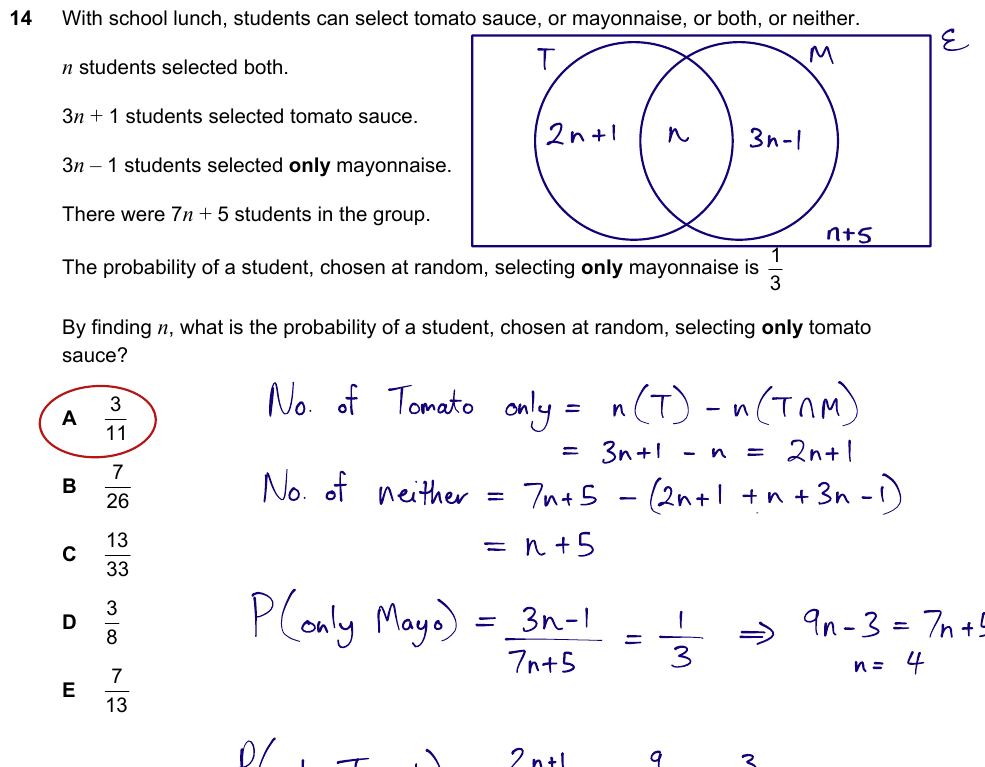 14 With school lunch, students can select tomato sauce, or mayonnaise, or both, or neither.
ℰ
T M
n students selected both.
3n + 1 students selected tomato sauce.
2n+1 n 3n-1
3n – 1 students selected only mayonnaise.
There were 7n + 5 students in the group.
n+5
The probability of a student, chosen at random, selecting only mayonnaise is 1/3
By finding n, what is the probability of a student, chosen at random, selecting only tomato
sauce?
A 3/11
No. of Tomato only = n(T) - n(T∩M)
= 3n+1 - n = 2n+1
B 7/26
No. of neither = 7n+5 - (2n+1 + n + 3n -1)
C 13/33
= n+5
D 3/8
P(only Mayo) = 3n-1/7n+5 = 1/3 ⇒ 9n-3 = 7n+5
n = 4
E 7/13
2n+1 9 3